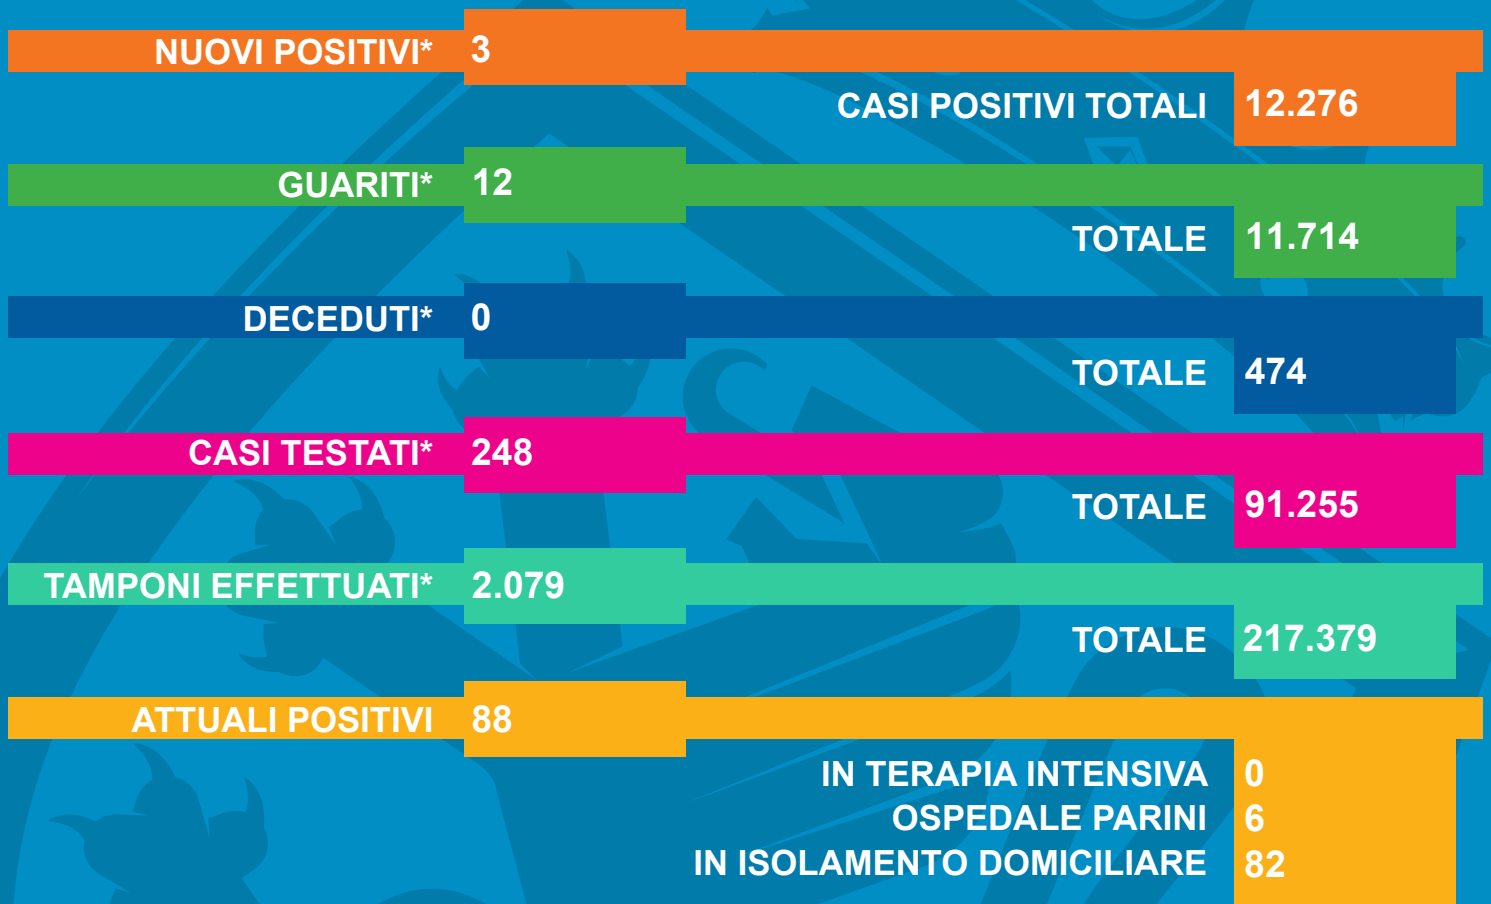 NUOVI POSITIVI* 3
CASI POSITIVI TOTALI 12.276
GUARITI* 12
TOTALE 11.714
DECEDUTI* 0
TOTALE 474
CASI TESTATI* 248
TOTALE 91.255
TAMPONI EFFETTUATI* 2.079
TOTALE 217.379
ATTUALI POSITIVI 88
IN TERAPIA INTENSIVA 0
OSPEDALE PARINI 6
IN ISOLAMENTO DOMICILIARE 82